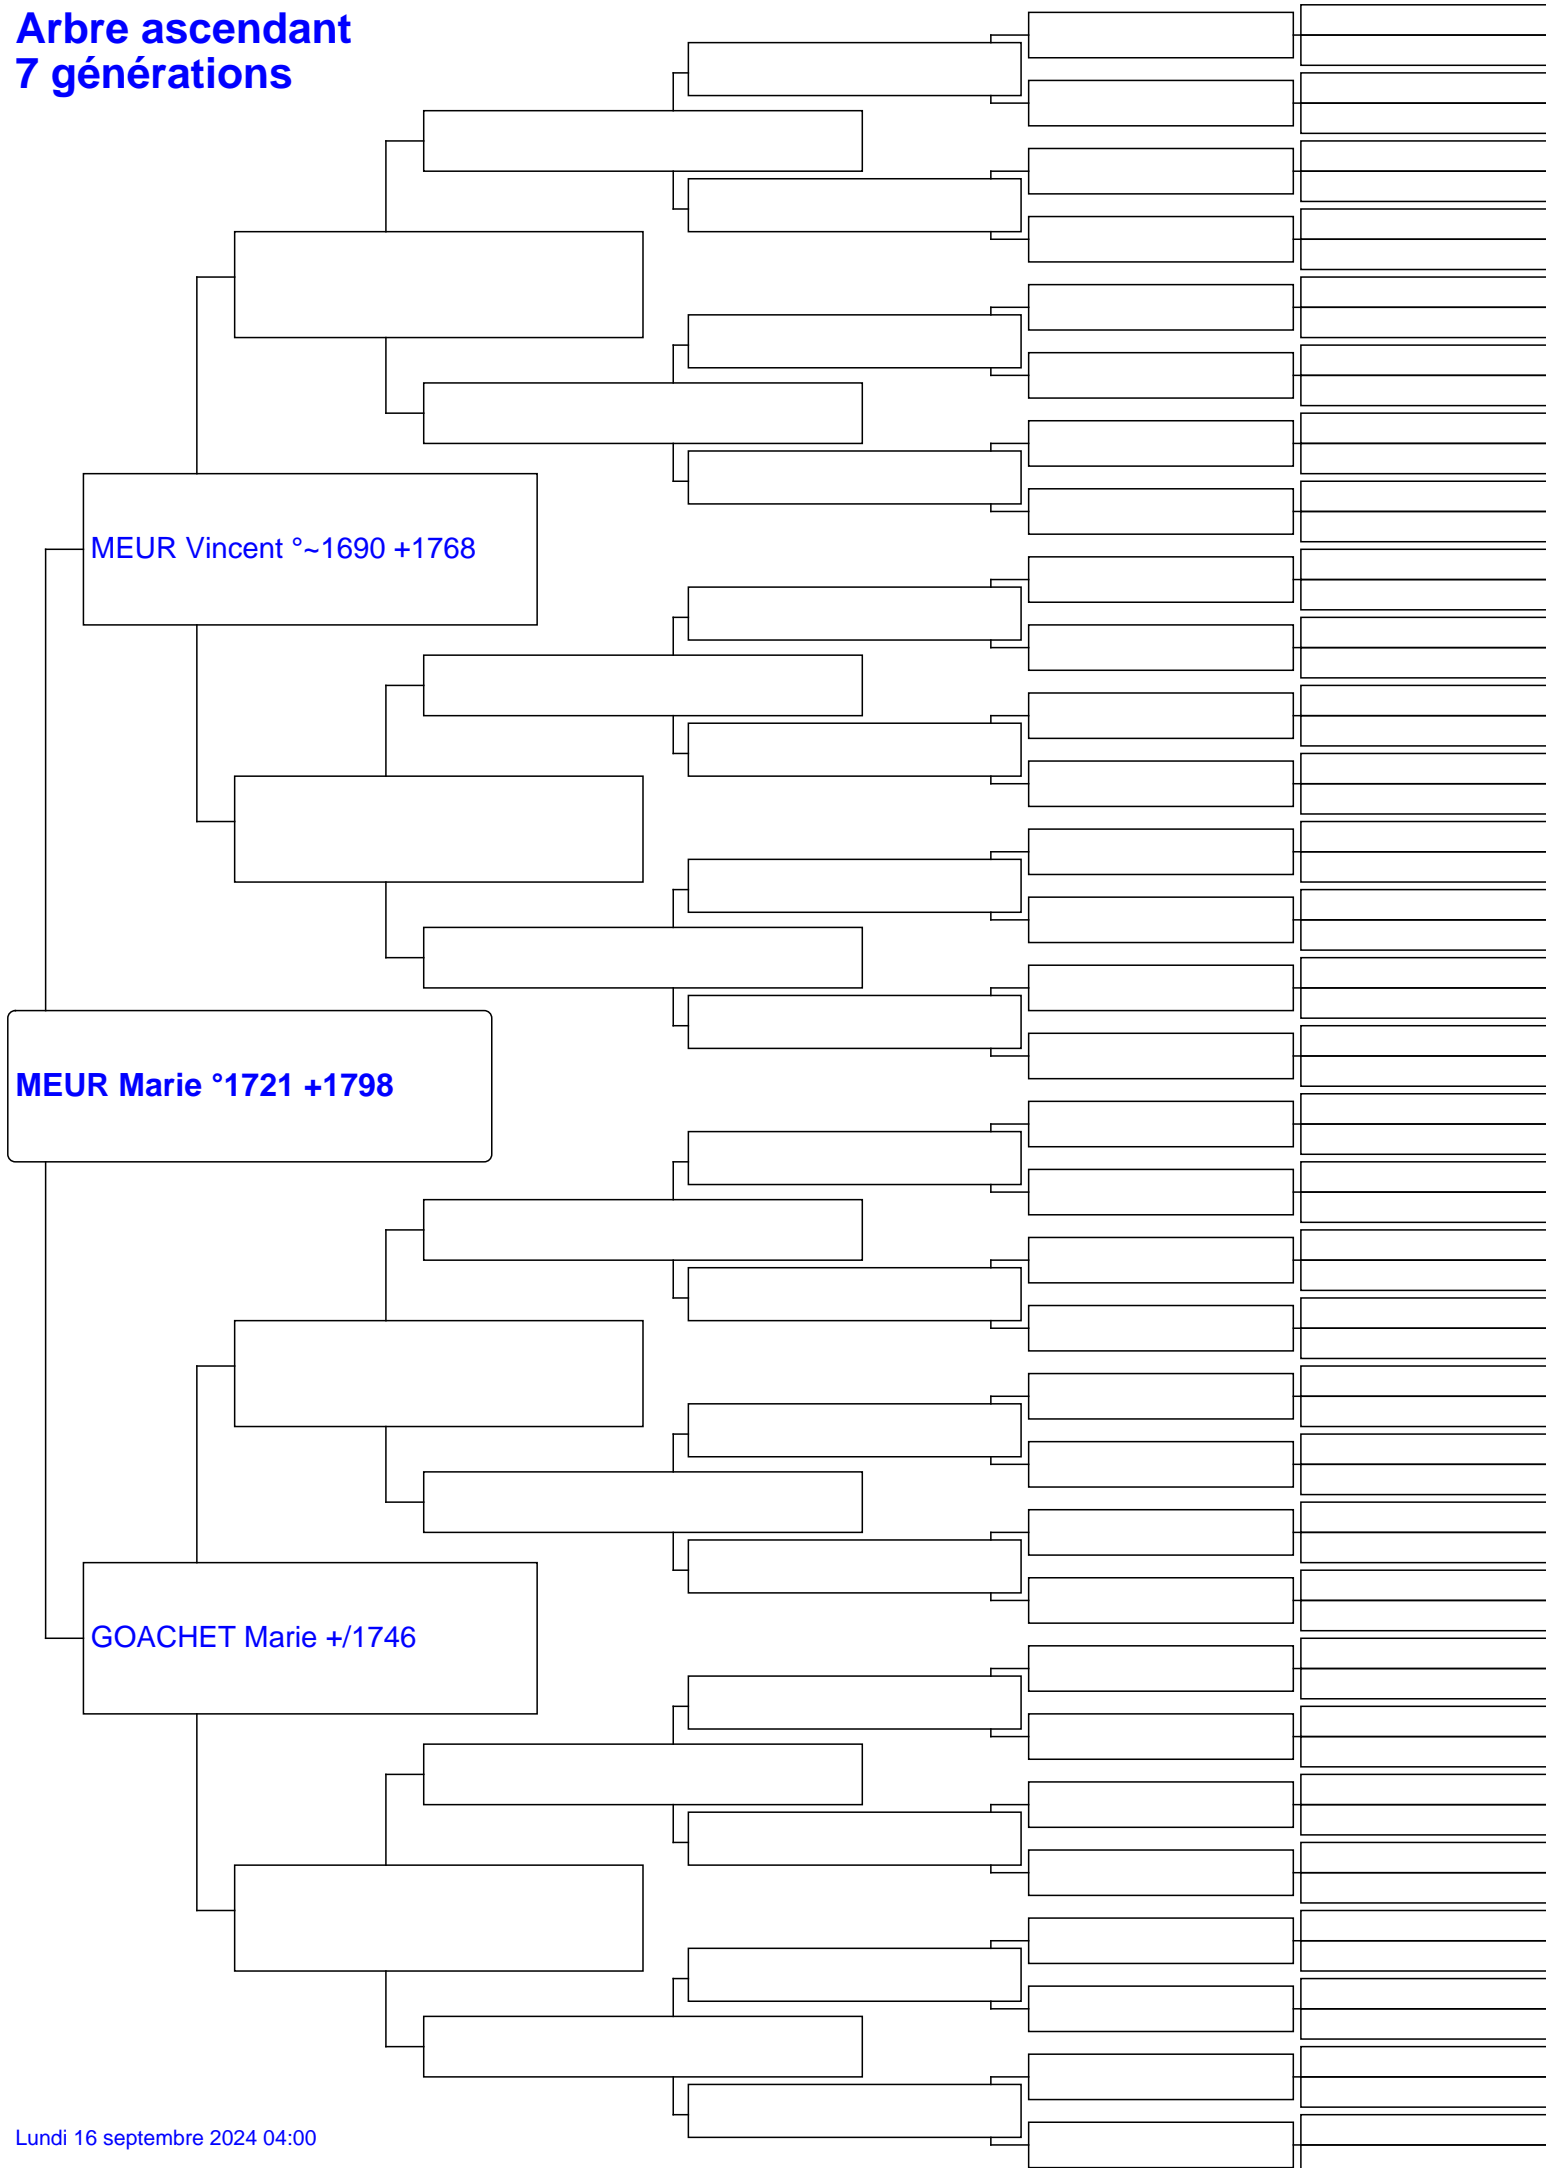 Arbre ascendant
7 générations
MEUR Vincent °~1690 +1768
MEUR Marie °1721 +1798
GOACHET Marie +/1746
Lundi 16 septembre 2024 04:00